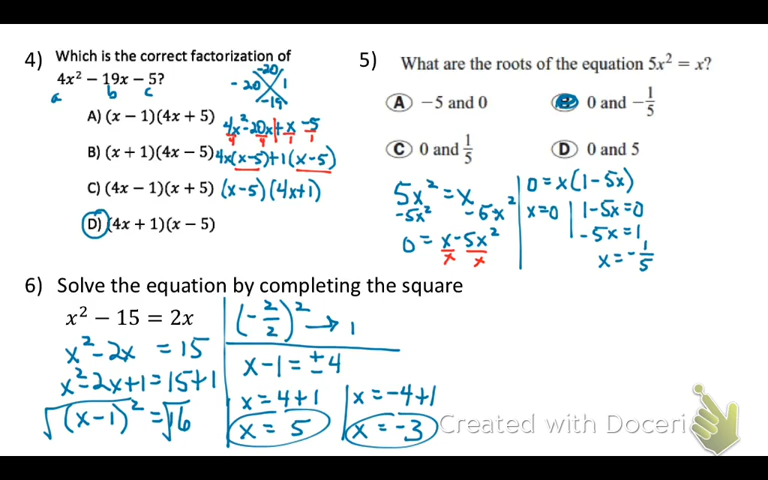 4) Which is the correct factorization of
4x² − 19x − 5?
a b c
-20
-20 1
-19
A) (x − 1)(4x + 5)
4x² -20x + x -5
B) (x + 1)(4x − 5)
4x(x-5)+1(x-5)
C) (4x − 1)(x + 5)
(x-5)(4x+1)
D) (4x + 1)(x − 5)
5) What are the roots of the equation 5x² = x?
A −5 and 0
0 and −1/5
C 0 and 1/5
D 0 and 5
5x² = x
-5x² -5x²
0 = x-5x²
x x
0 = x(1-5x)
x=0 1-5x=0
-5x=1
x=-1/5
6) Solve the equation by completing the square
x² − 15 = 2x
x²-2x =15
x²-2x+1=15+1
√(x-1)² =√16
(-2/2)² → 1
x-1=±4
x=4+1
x= 5
x=-4+1
x=-3
Created with Doceri